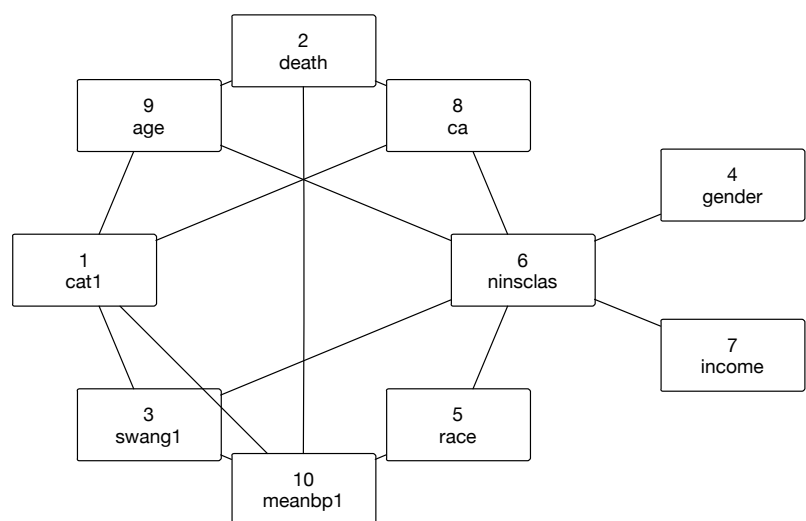 2
death
9
age
8
ca
4
gender
1
cat1
6
ninsclas
7
income
3
swang1
5
race
10
meanbp1